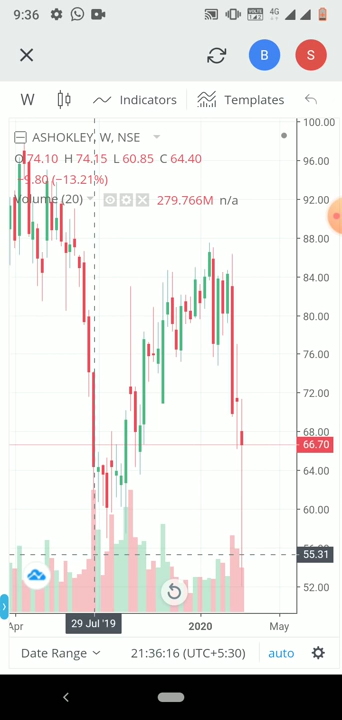 9:36
VoLTE
4G
B
S
W
Indicators
Templates
ASHOKLEY, W, NSE
O 74.10 H 74.15 L 60.85 C 64.40
−9.80 (−13.21%)
Volume (20)
279.766M n/a
100.00
96.00
92.00
88.00
84.00
80.00
76.00
72.00
68.00
66.70
64.00
60.00
55.31
52.00
Apr
29 Jul '19
2020
May
Date Range
21:36:16 (UTC+5:30)
auto